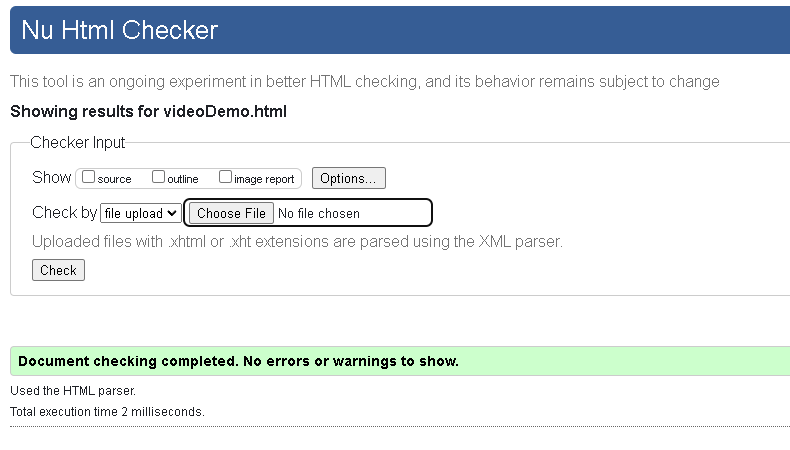 Nu Html Checker
This tool is an ongoing experiment in better HTML checking, and its behavior remains subject to change
Showing results for videoDemo.html
Checker Input
Show source outline image report Options...
Check by file upload Choose File No file chosen
Uploaded files with .xhtml or .xht extensions are parsed using the XML parser.
Check
Document checking completed. No errors or warnings to show.
Used the HTML parser.
Total execution time 2 milliseconds.